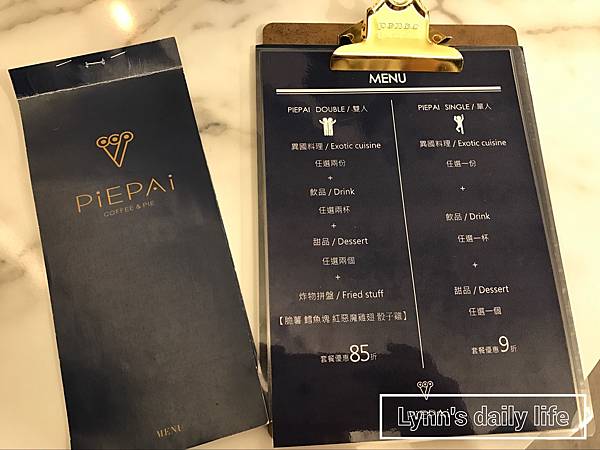 PiEPAi
COFFEE & PIE
MENU
MENU
PIEPAI DOUBLE / 雙人
異國料理 / Exotic cuisine
任選兩份
+
飲品 / Drink
任選兩杯
+
甜品 / Dessert
任選兩個
+
炸物拼盤 / Fried stuff
【脆薯 鱈魚塊 紅惡魔雞翅 骰子雞】
套餐優惠85折
PIEPAI SINGLE / 單人
異國料理 / Exotic cuisine
任選一份
+
飲品 / Drink
任選一杯
+
甜品 / Dessert
任選一個
套餐優惠9折
Lynn's daily life